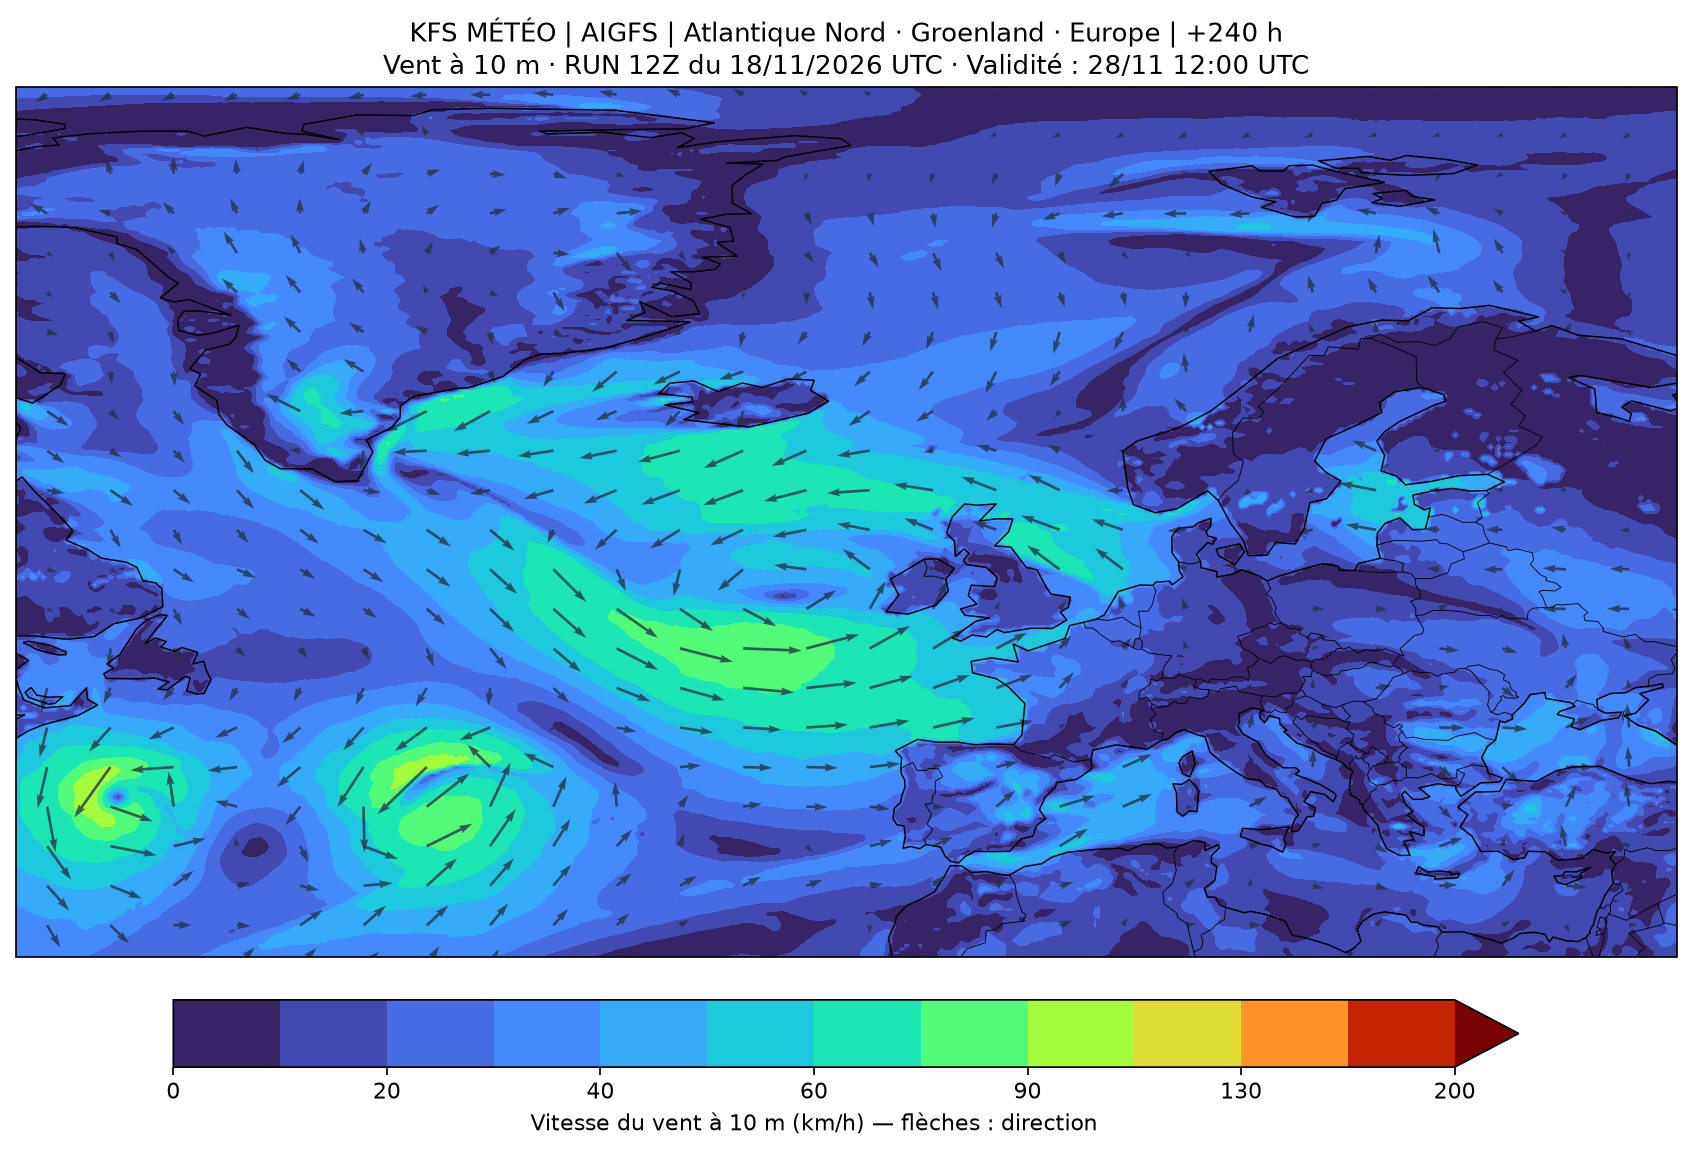 KFS MÉTÉO | AIGFS | Atlantique Nord · Groenland · Europe | +240 h
Vent à 10 m · RUN 12Z du 18/11/2026 UTC · Validité : 28/11 12:00 UTC
0 20 40 60 90 130 200
Vitesse du vent à 10 m (km/h) — flèches : direction